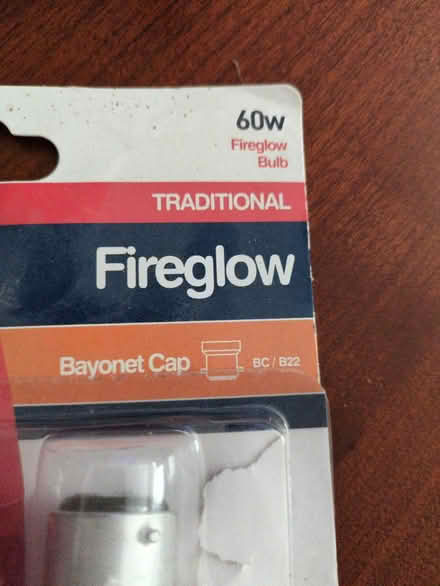 60w
Fireglow
Bulb
TRADITIONAL
Fireglow
Bayonet Cap BC / B22